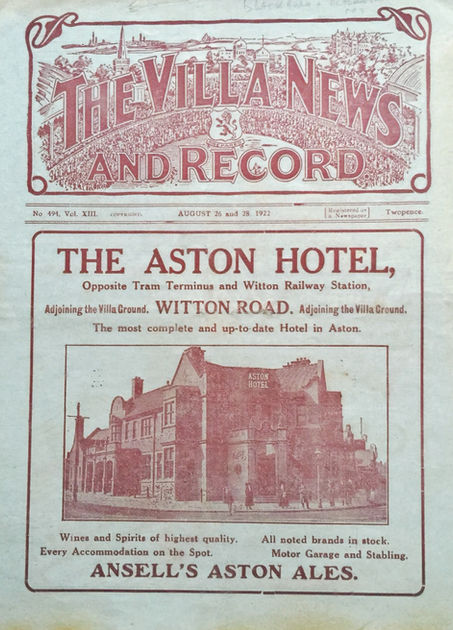 THE VILLA NEWS
AND RECORD.
No 494, Vol. XIII. COPYRIGHT. AUGUST 26 and 28, 1922 Registered as a Newspaper Twopence.
THE ASTON HOTEL,
Opposite Tram Terminus and Witton Railway Station,
Adjoining the Villa Ground. WITTON ROAD. Adjoining the Villa Ground.
The most complete and up-to-date Hotel in Aston.
ASTON
HOTEL
Wines and Spirits of highest quality. All noted brands in stock.
Every Accommodation on the Spot. Motor Garage and Stabling.
ANSELL'S ASTON ALES.